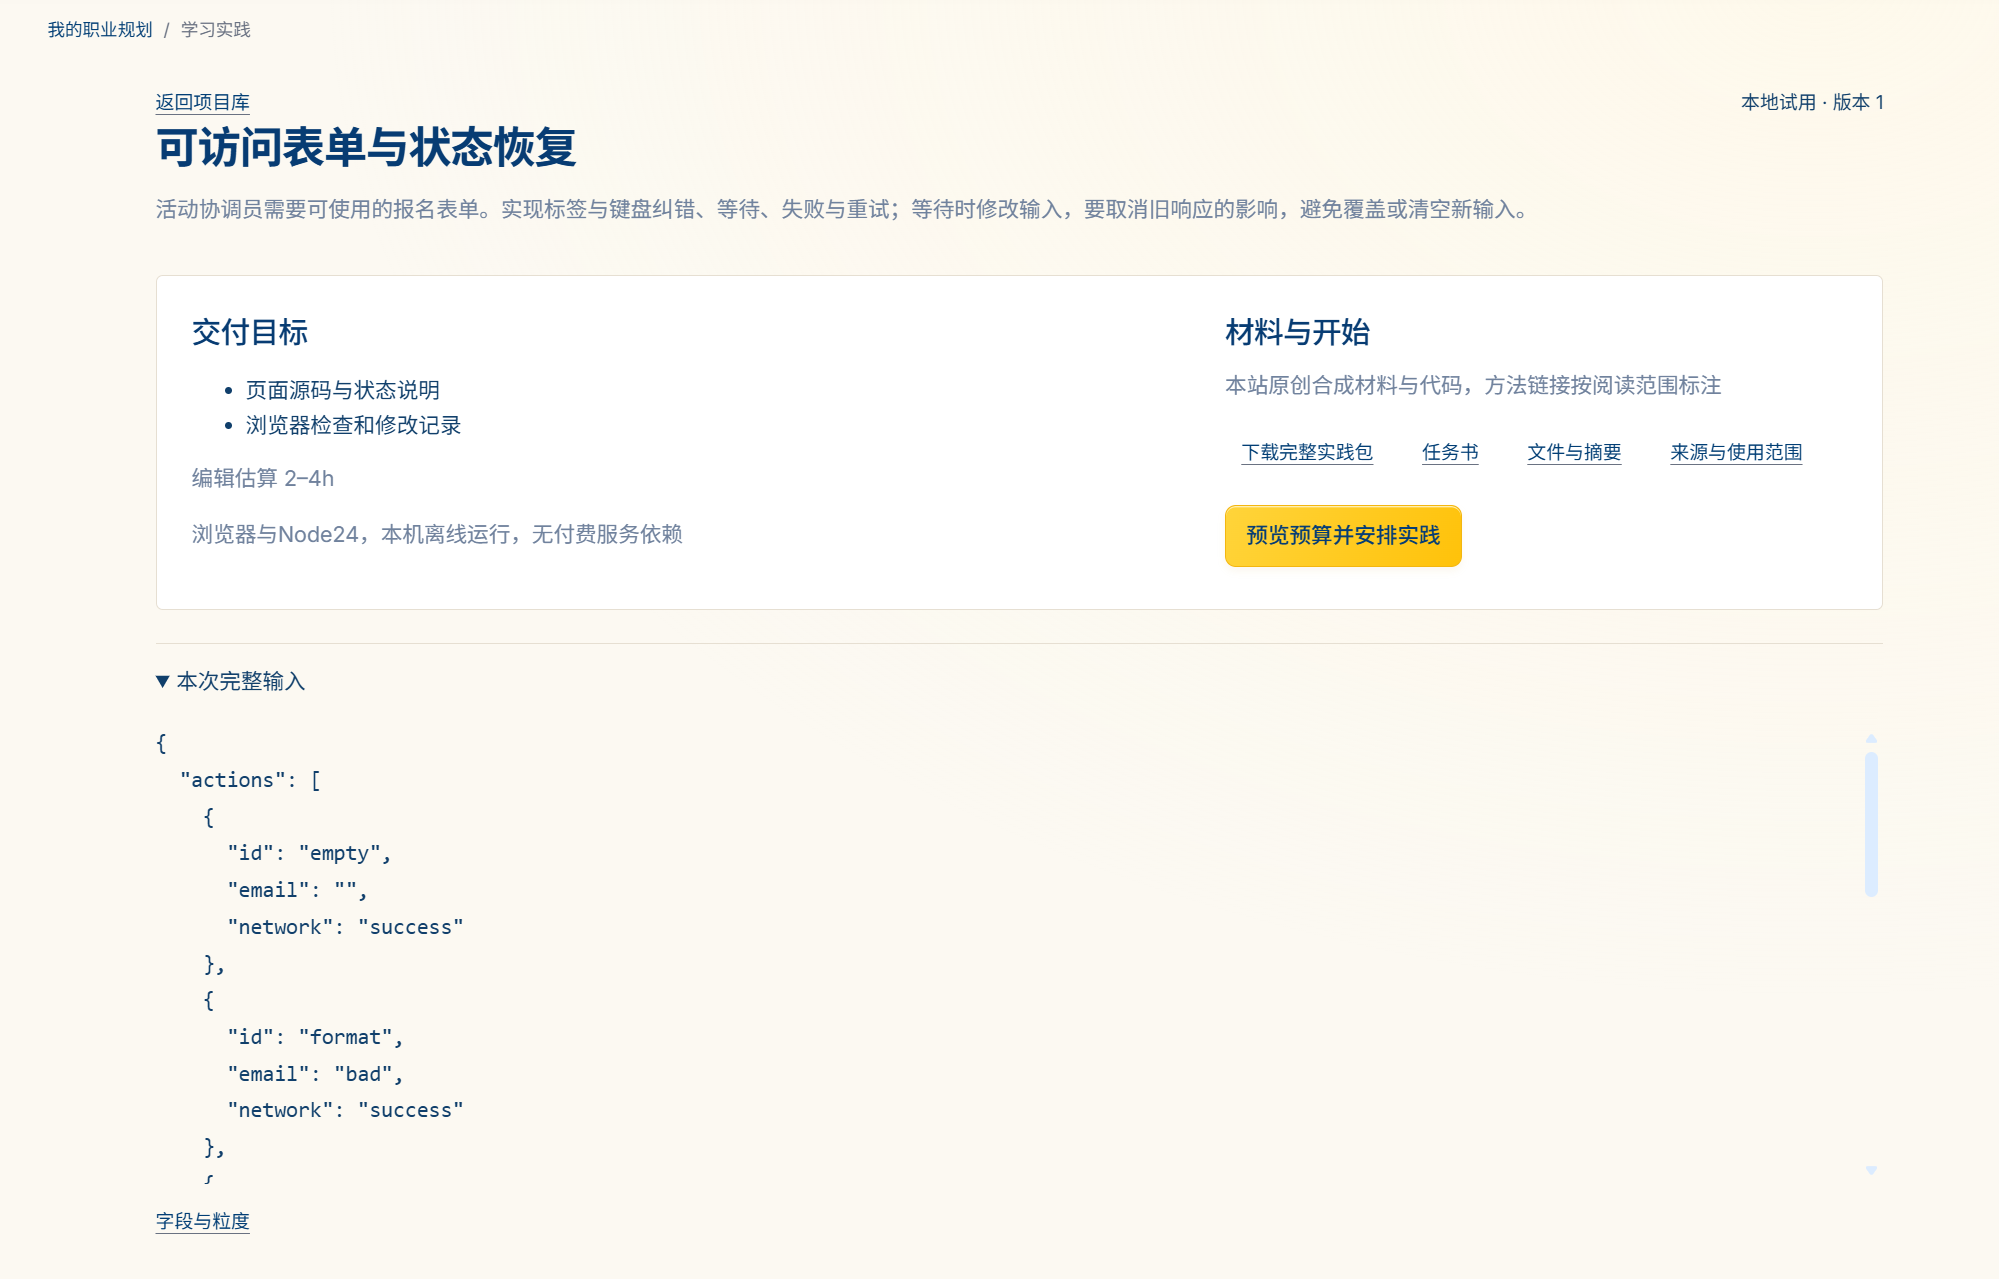 我的职业规划 / 学习实践
返回项目库
本地试用 · 版本 1
可访问表单与状态恢复
活动协调员需要可使用的报名表单。实现标签与键盘纠错、等待、失败与重试；等待时修改输入，要取消旧响应的影响，避免覆盖或清空新输入。
交付目标
• 页面源码与状态说明
• 浏览器检查和修改记录
编辑估算 2–4h
浏览器与Node24，本机离线运行，无付费服务依赖
材料与开始
本站原创合成材料与代码，方法链接按阅读范围标注
下载完整实践包 任务书 文件与摘要 来源与使用范围
预览预算并安排实践
▼ 本次完整输入
{
  "actions": [
    {
      "id": "empty",
      "email": "",
      "network": "success"
    },
    {
      "id": "format",
      "email": "bad",
      "network": "success"
    },
    {
字段与粒度